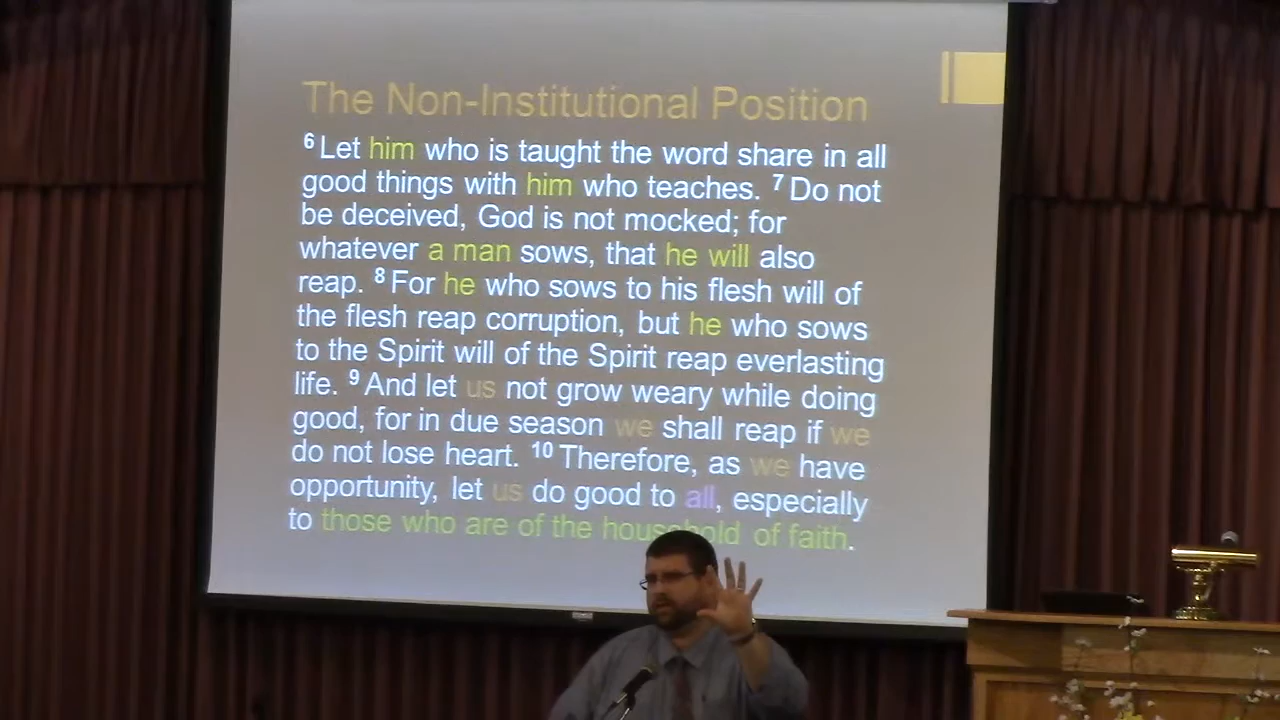 The Non-Institutional Position
6 Let him who is taught the word share in all
good things with him who teaches. 7 Do not
be deceived, God is not mocked; for
whatever a man sows, that he will also
reap. 8 For he who sows to his flesh will of
the flesh reap corruption, but he who sows
to the Spirit will of the Spirit reap everlasting
life. 9 And let us not grow weary while doing
good, for in due season we shall reap if we
do not lose heart. 10 Therefore, as we have
opportunity, let us do good to all, especially
to those who are of the household of faith.